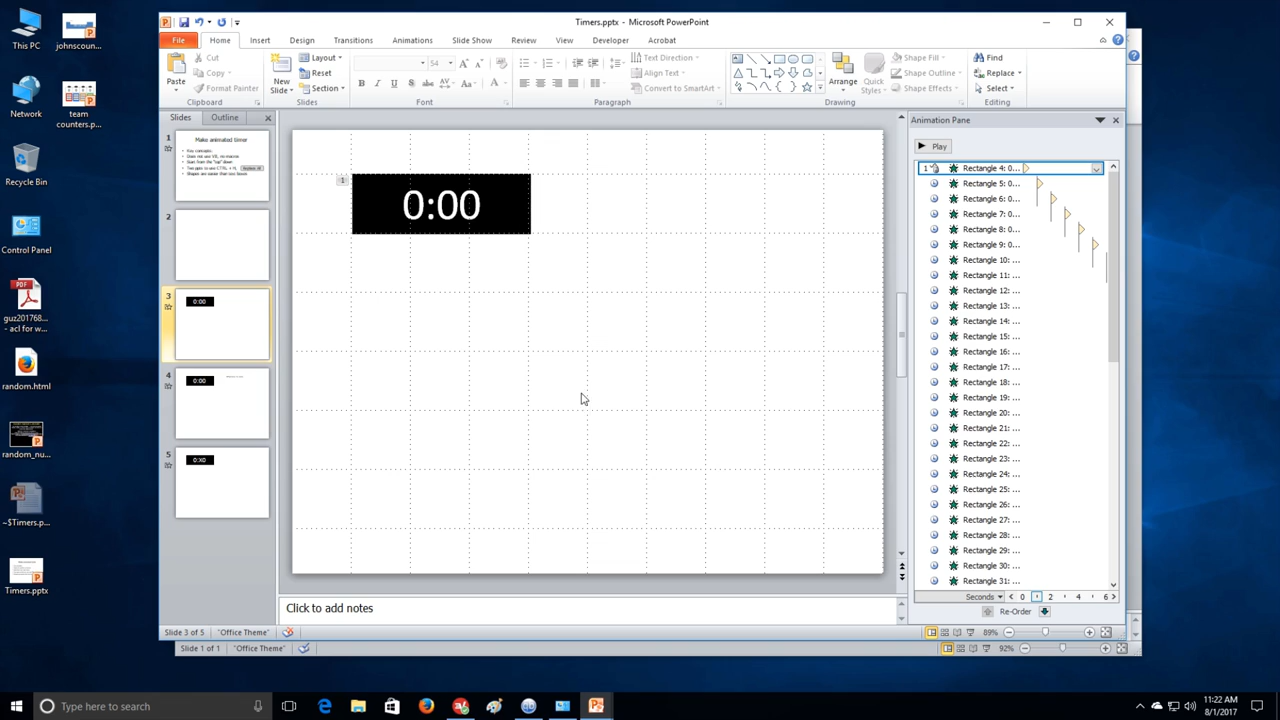 This PC
johnscoun...
Network
team
counters.p...
Recycle Bin
Control Panel
PDF
guz201768...
- acl for w...
random.html
random_nu...
~$Timers.p...
Timers.pptx
Timers.pptx - Microsoft PowerPoint
File Home Insert Design Transitions Animations Slide Show Review View Developer Acrobat
Paste
Cut
Copy
Format Painter
Clipboard
New
Slide
Layout
Reset
Section
Slides
Font
Text Direction
Align Text
Convert to SmartArt
Paragraph
Arrange
Quick
Styles
Shape Fill
Shape Outline
Shape Effects
Drawing
Find
Replace
Select
Editing
Slides Outline
1
Make animated timer
2
3
0:00
4
0:00
5
0:X0
1
0:00
Click to add notes
Animation Pane
Play
1 Rectangle 4: 0...
Rectangle 5: 0...
Rectangle 6: 0...
Rectangle 7: 0...
Rectangle 8: 0...
Rectangle 9: 0...
Rectangle 10: ...
Rectangle 11: ...
Rectangle 12: ...
Rectangle 13: ...
Rectangle 14: ...
Rectangle 15: ...
Rectangle 16: ...
Rectangle 17: ...
Rectangle 18: ...
Rectangle 19: ...
Rectangle 20: ...
Rectangle 21: ...
Rectangle 22: ...
Rectangle 23: ...
Rectangle 24: ...
Rectangle 25: ...
Rectangle 26: ...
Rectangle 27: ...
Rectangle 28: ...
Rectangle 29: ...
Rectangle 30: ...
Rectangle 31: ...
Seconds 0 2 4 6
Re-Order
Slide 3 of 5 "Office Theme" 89%
Slide 1 of 1 "Office Theme" 92%
Type here to search
11:22 AM
8/1/2017